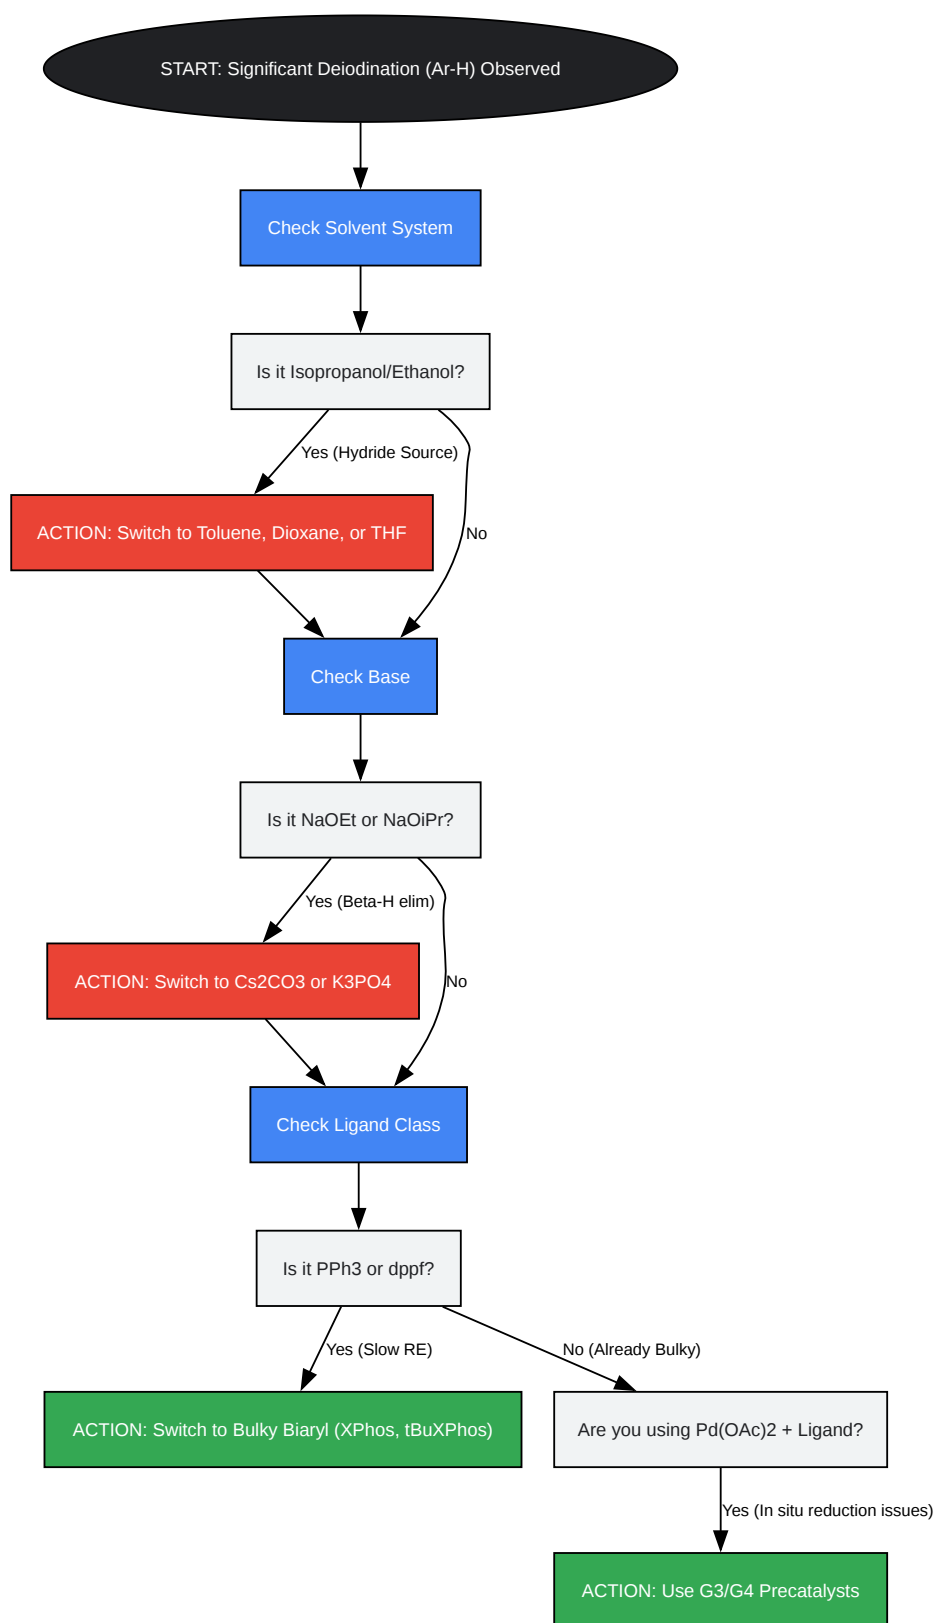 START: Significant Deiodination (Ar-H) Observed
Check Solvent System
Is it Isopropanol/Ethanol?
Yes (Hydride Source)
ACTION: Switch to Toluene, Dioxane, or THF
No
Check Base
Is it NaOEt or NaOiPr?
Yes (Beta-H elim)
ACTION: Switch to Cs2CO3 or K3PO4
No
Check Ligand Class
Is it PPh3 or dppf?
Yes (Slow RE)
No (Already Bulky)
ACTION: Switch to Bulky Biaryl (XPhos, tBuXPhos)
Are you using Pd(OAc)2 + Ligand?
Yes (In situ reduction issues)
ACTION: Use G3/G4 Precatalysts